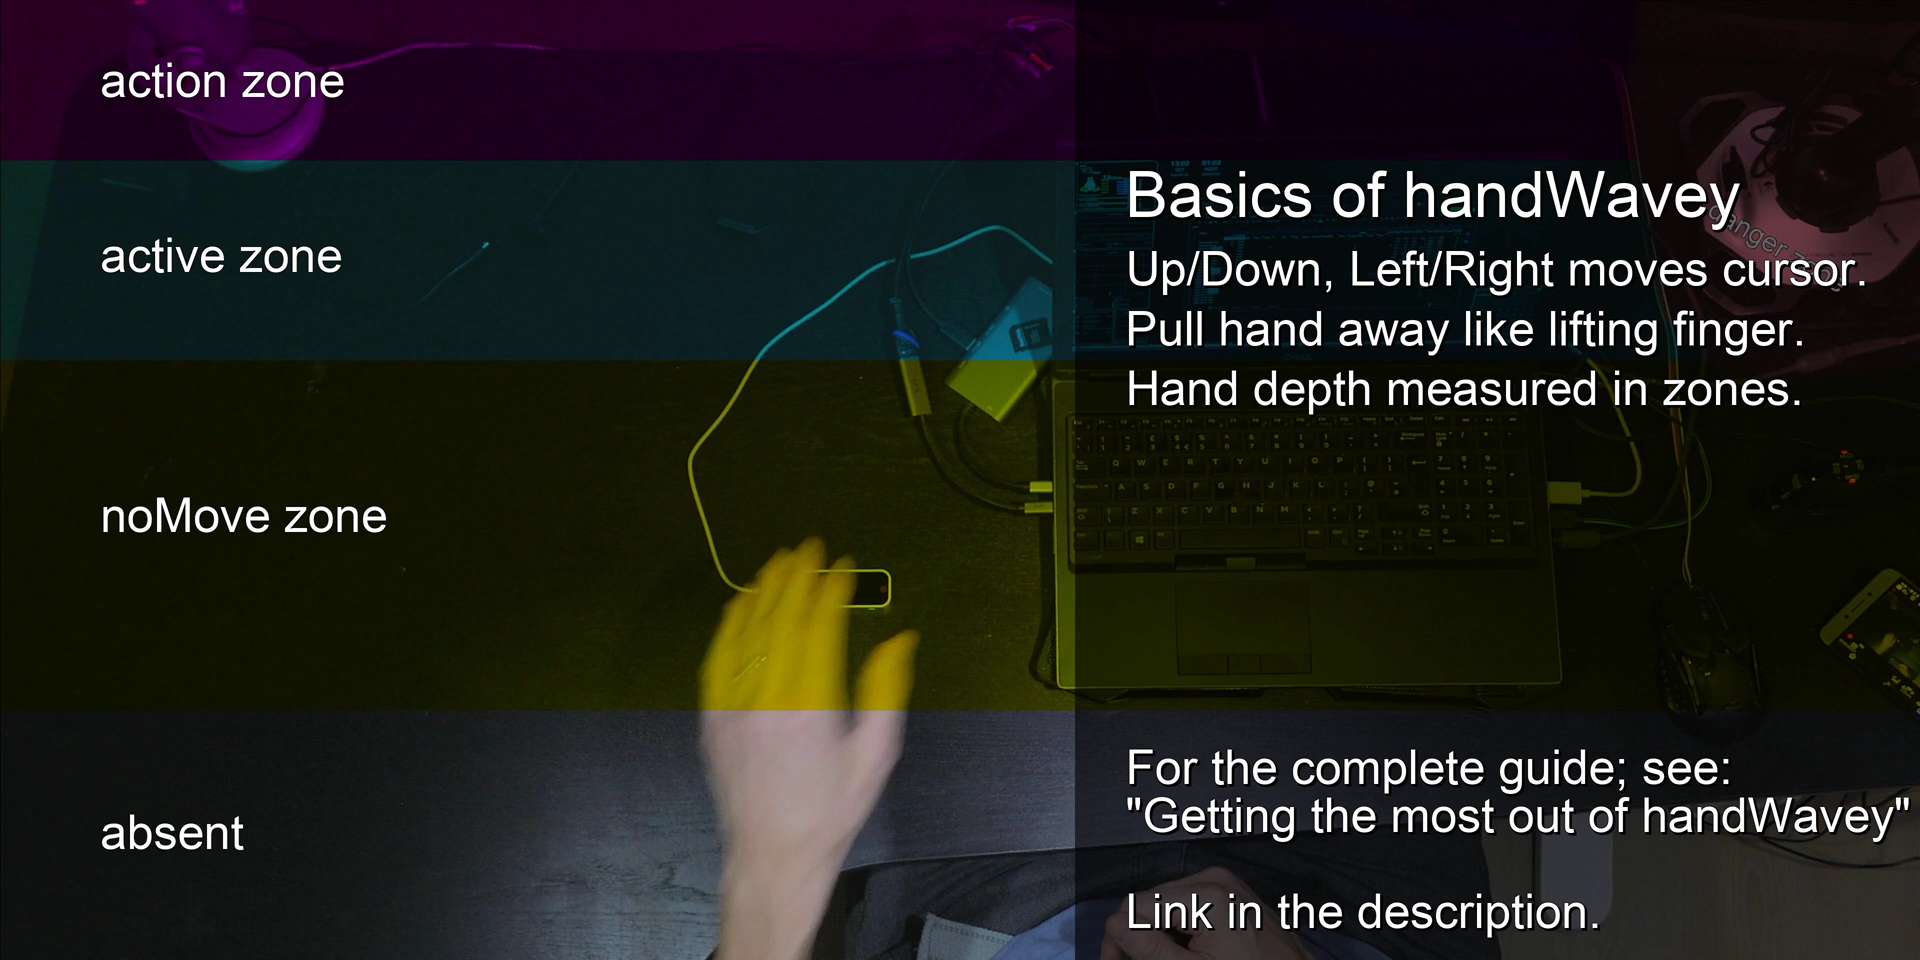 action zone
active zone
noMove zone
absent
Basics of handWavey
Up/Down, Left/Right moves cursor.
Pull hand away like lifting finger.
Hand depth measured in zones.
For the complete guide; see:
"Getting the most out of handWavey"
Link in the description.
danger zone